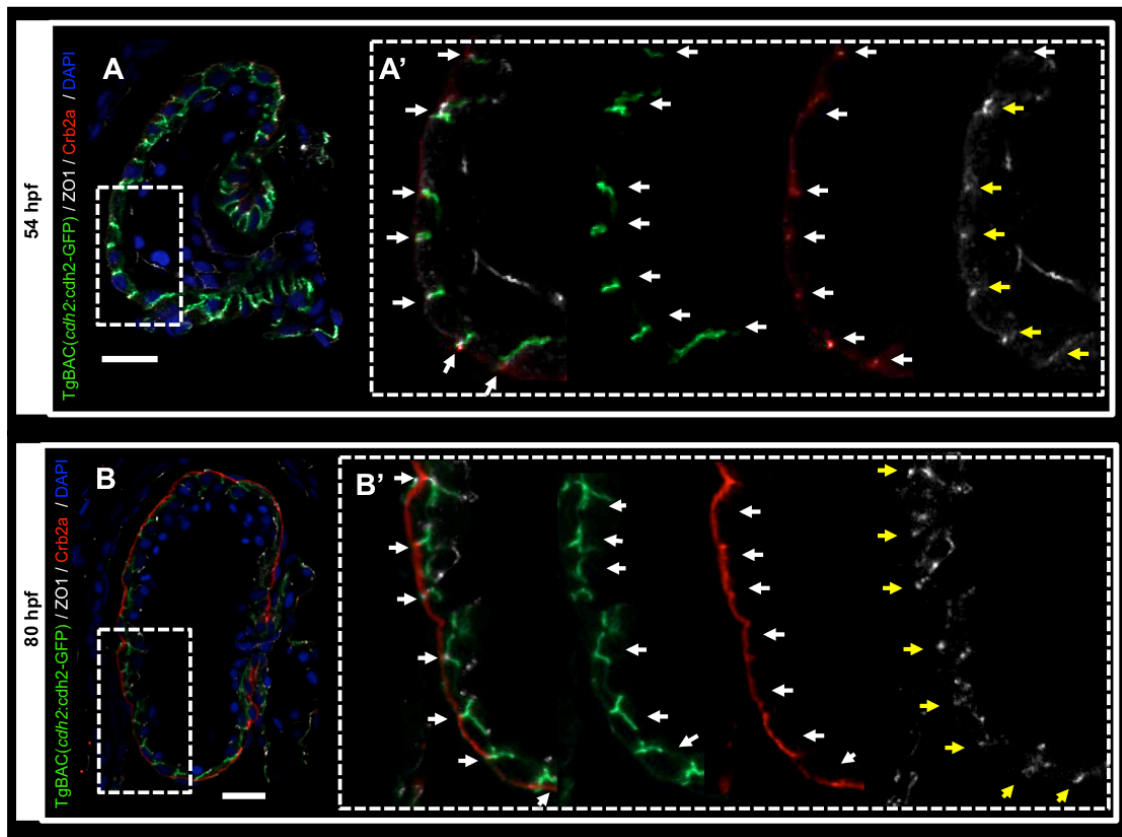 54 hpf
TgBAC(cdh2:cdh2-GFP) / ZO1 / Crb2a / DAPI
A
A'
80 hpf
TgBAC(cdh2:cdh2-GFP) / ZO1 / Crb2a / DAPI
B
B'